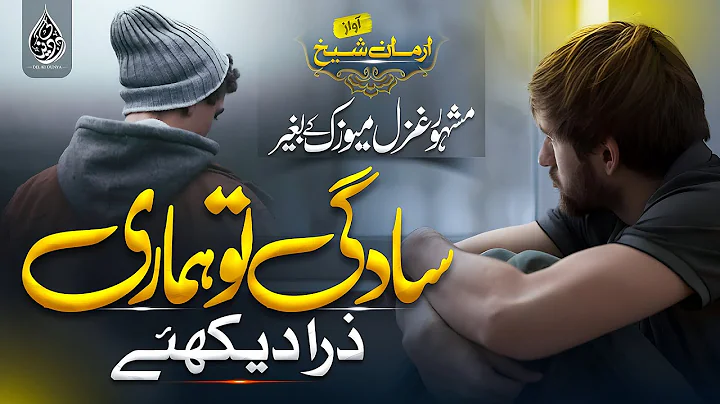 آواز
ارمان شیخ
مشہور غزل میوزک کے بغیر
سادگی تو ہماری
ذرا دیکھئے